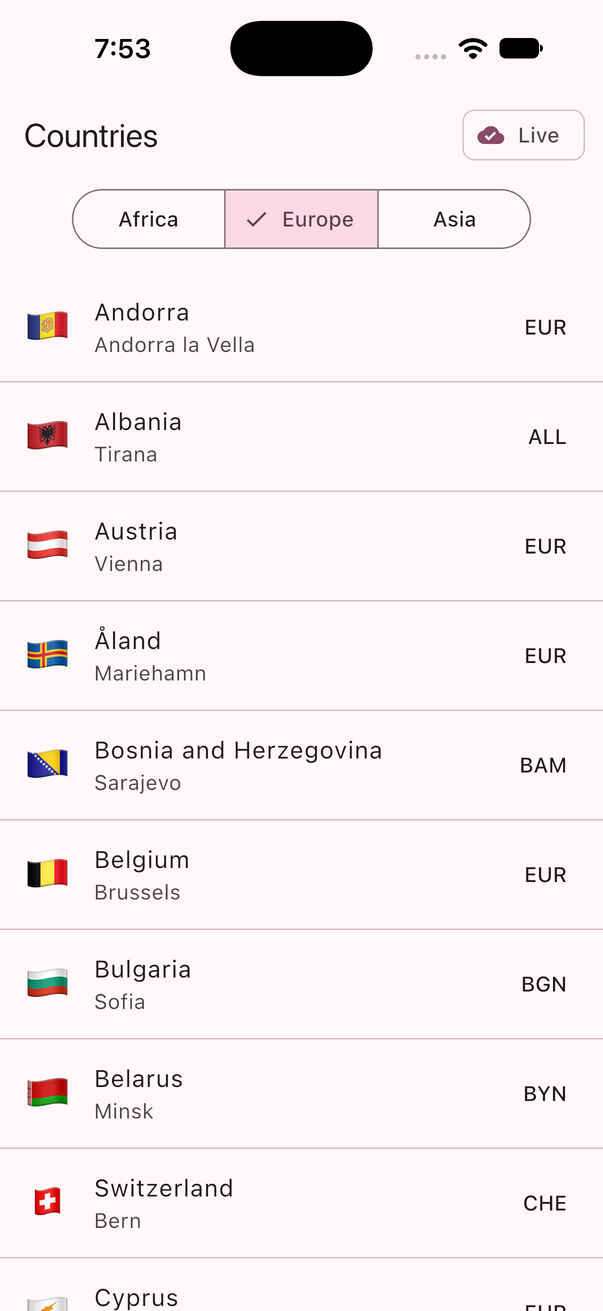 7:53
Countries
Live
Africa
Europe
Asia
Andorra
Andorra la Vella
EUR
Albania
Tirana
ALL
Austria
Vienna
EUR
Åland
Mariehamn
EUR
Bosnia and Herzegovina
Sarajevo
BAM
Belgium
Brussels
EUR
Bulgaria
Sofia
BGN
Belarus
Minsk
BYN
Switzerland
Bern
CHE
Cyprus
EUR